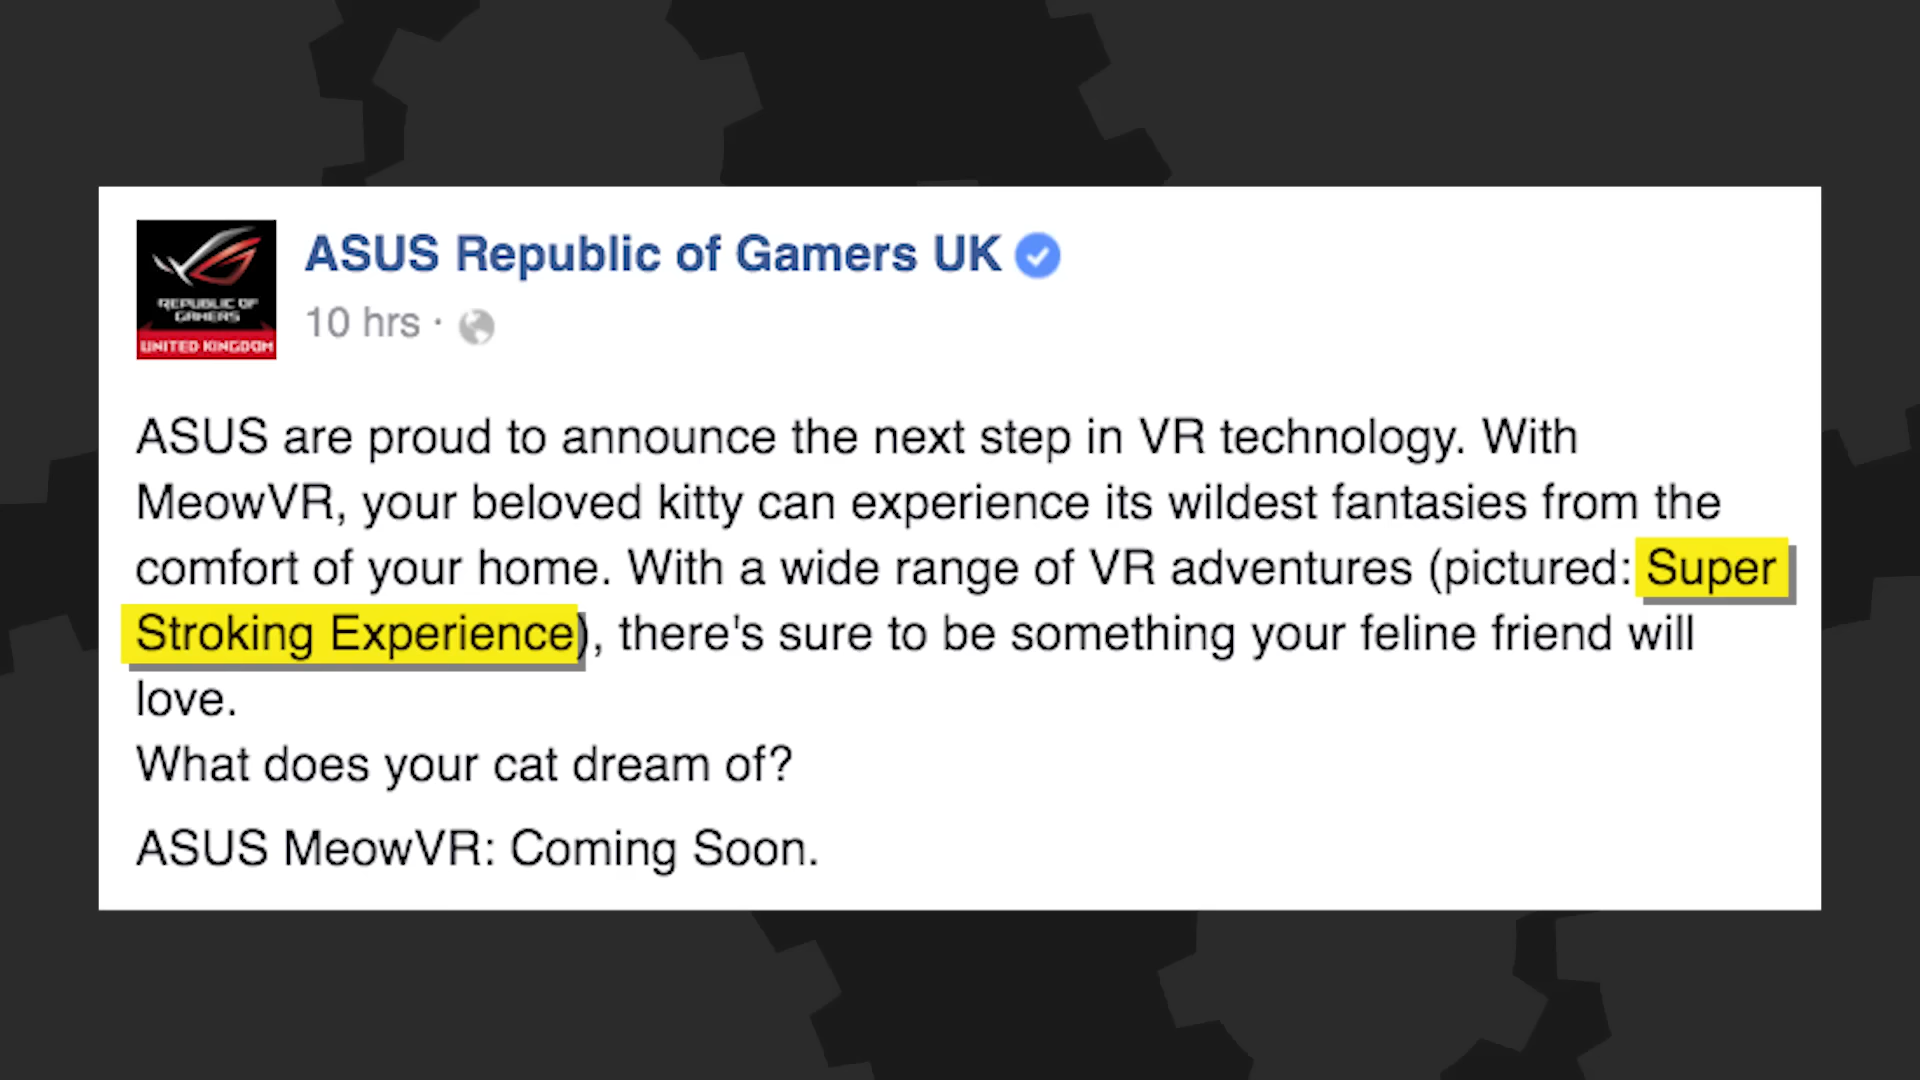 ASUS Republic of Gamers UK
REPUBLIC OF
GAMERS
UNITED KINGDOM
10 hrs ·
ASUS are proud to announce the next step in VR technology. With
MeowVR, your beloved kitty can experience its wildest fantasies from the
comfort of your home. With a wide range of VR adventures (pictured: Super
Stroking Experience), there's sure to be something your feline friend will
love.
What does your cat dream of?
ASUS MeowVR: Coming Soon.